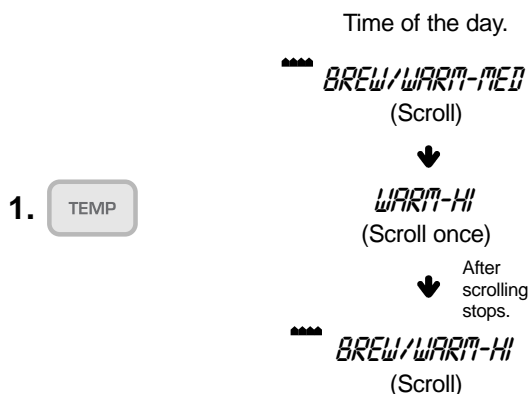 Time of the day.
BREW/WARM-MED
(Scroll)
1. TEMP
WARM-HI
(Scroll once)
After
scrolling
stops.
BREW/WARM-HI
(Scroll)